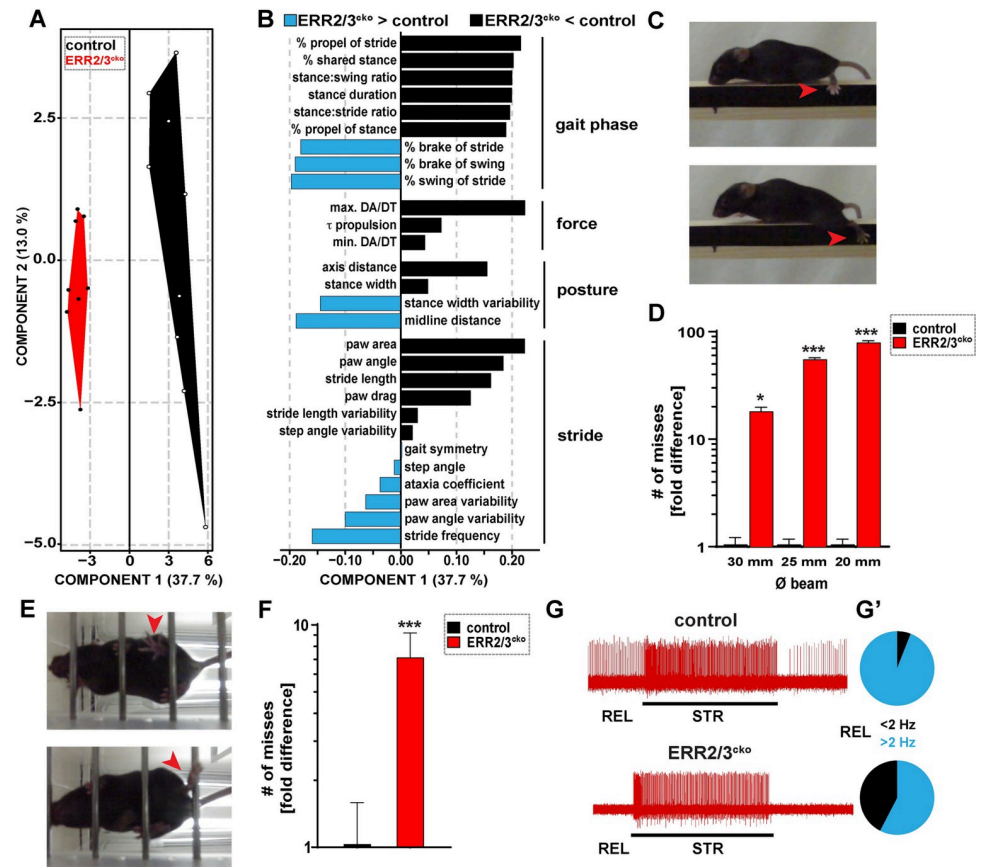 A
control
ERR2/3cko
COMPONENT 2 (13.0 %)
2.5
0.0
−2.5
−5.0
−3
0
3
6
COMPONENT 1 (37.7 %)
B
ERR2/3cko > control
ERR2/3cko < control
% propel of stride
% shared stance
stance:swing ratio
stance duration
stance:stride ratio
% propel of stance
% brake of stride
% brake of swing
% swing of stride
gait phase
max. DA/DT
τ propulsion
min. DA/DT
force
axis distance
stance width
stance width variability
midline distance
posture
paw area
paw angle
stride length
paw drag
stride length variability
step angle variability
gait symmetry
step angle
ataxia coefficient
paw area variability
paw angle variability
stride frequency
stride
−0.20
−0.10
0.00
0.10
0.20
COMPONENT 1 (37.7 %)
C
D
control
ERR2/3cko
# of misses
[fold difference]
100
10
1
*
***
***
30 mm
25 mm
20 mm
Ø beam
E
F
control
ERR2/3cko
# of misses
[fold difference]
10
1
***
G
control
REL
STR
ERR2/3cko
REL
STR
G’
REL
<2 Hz
>2 Hz